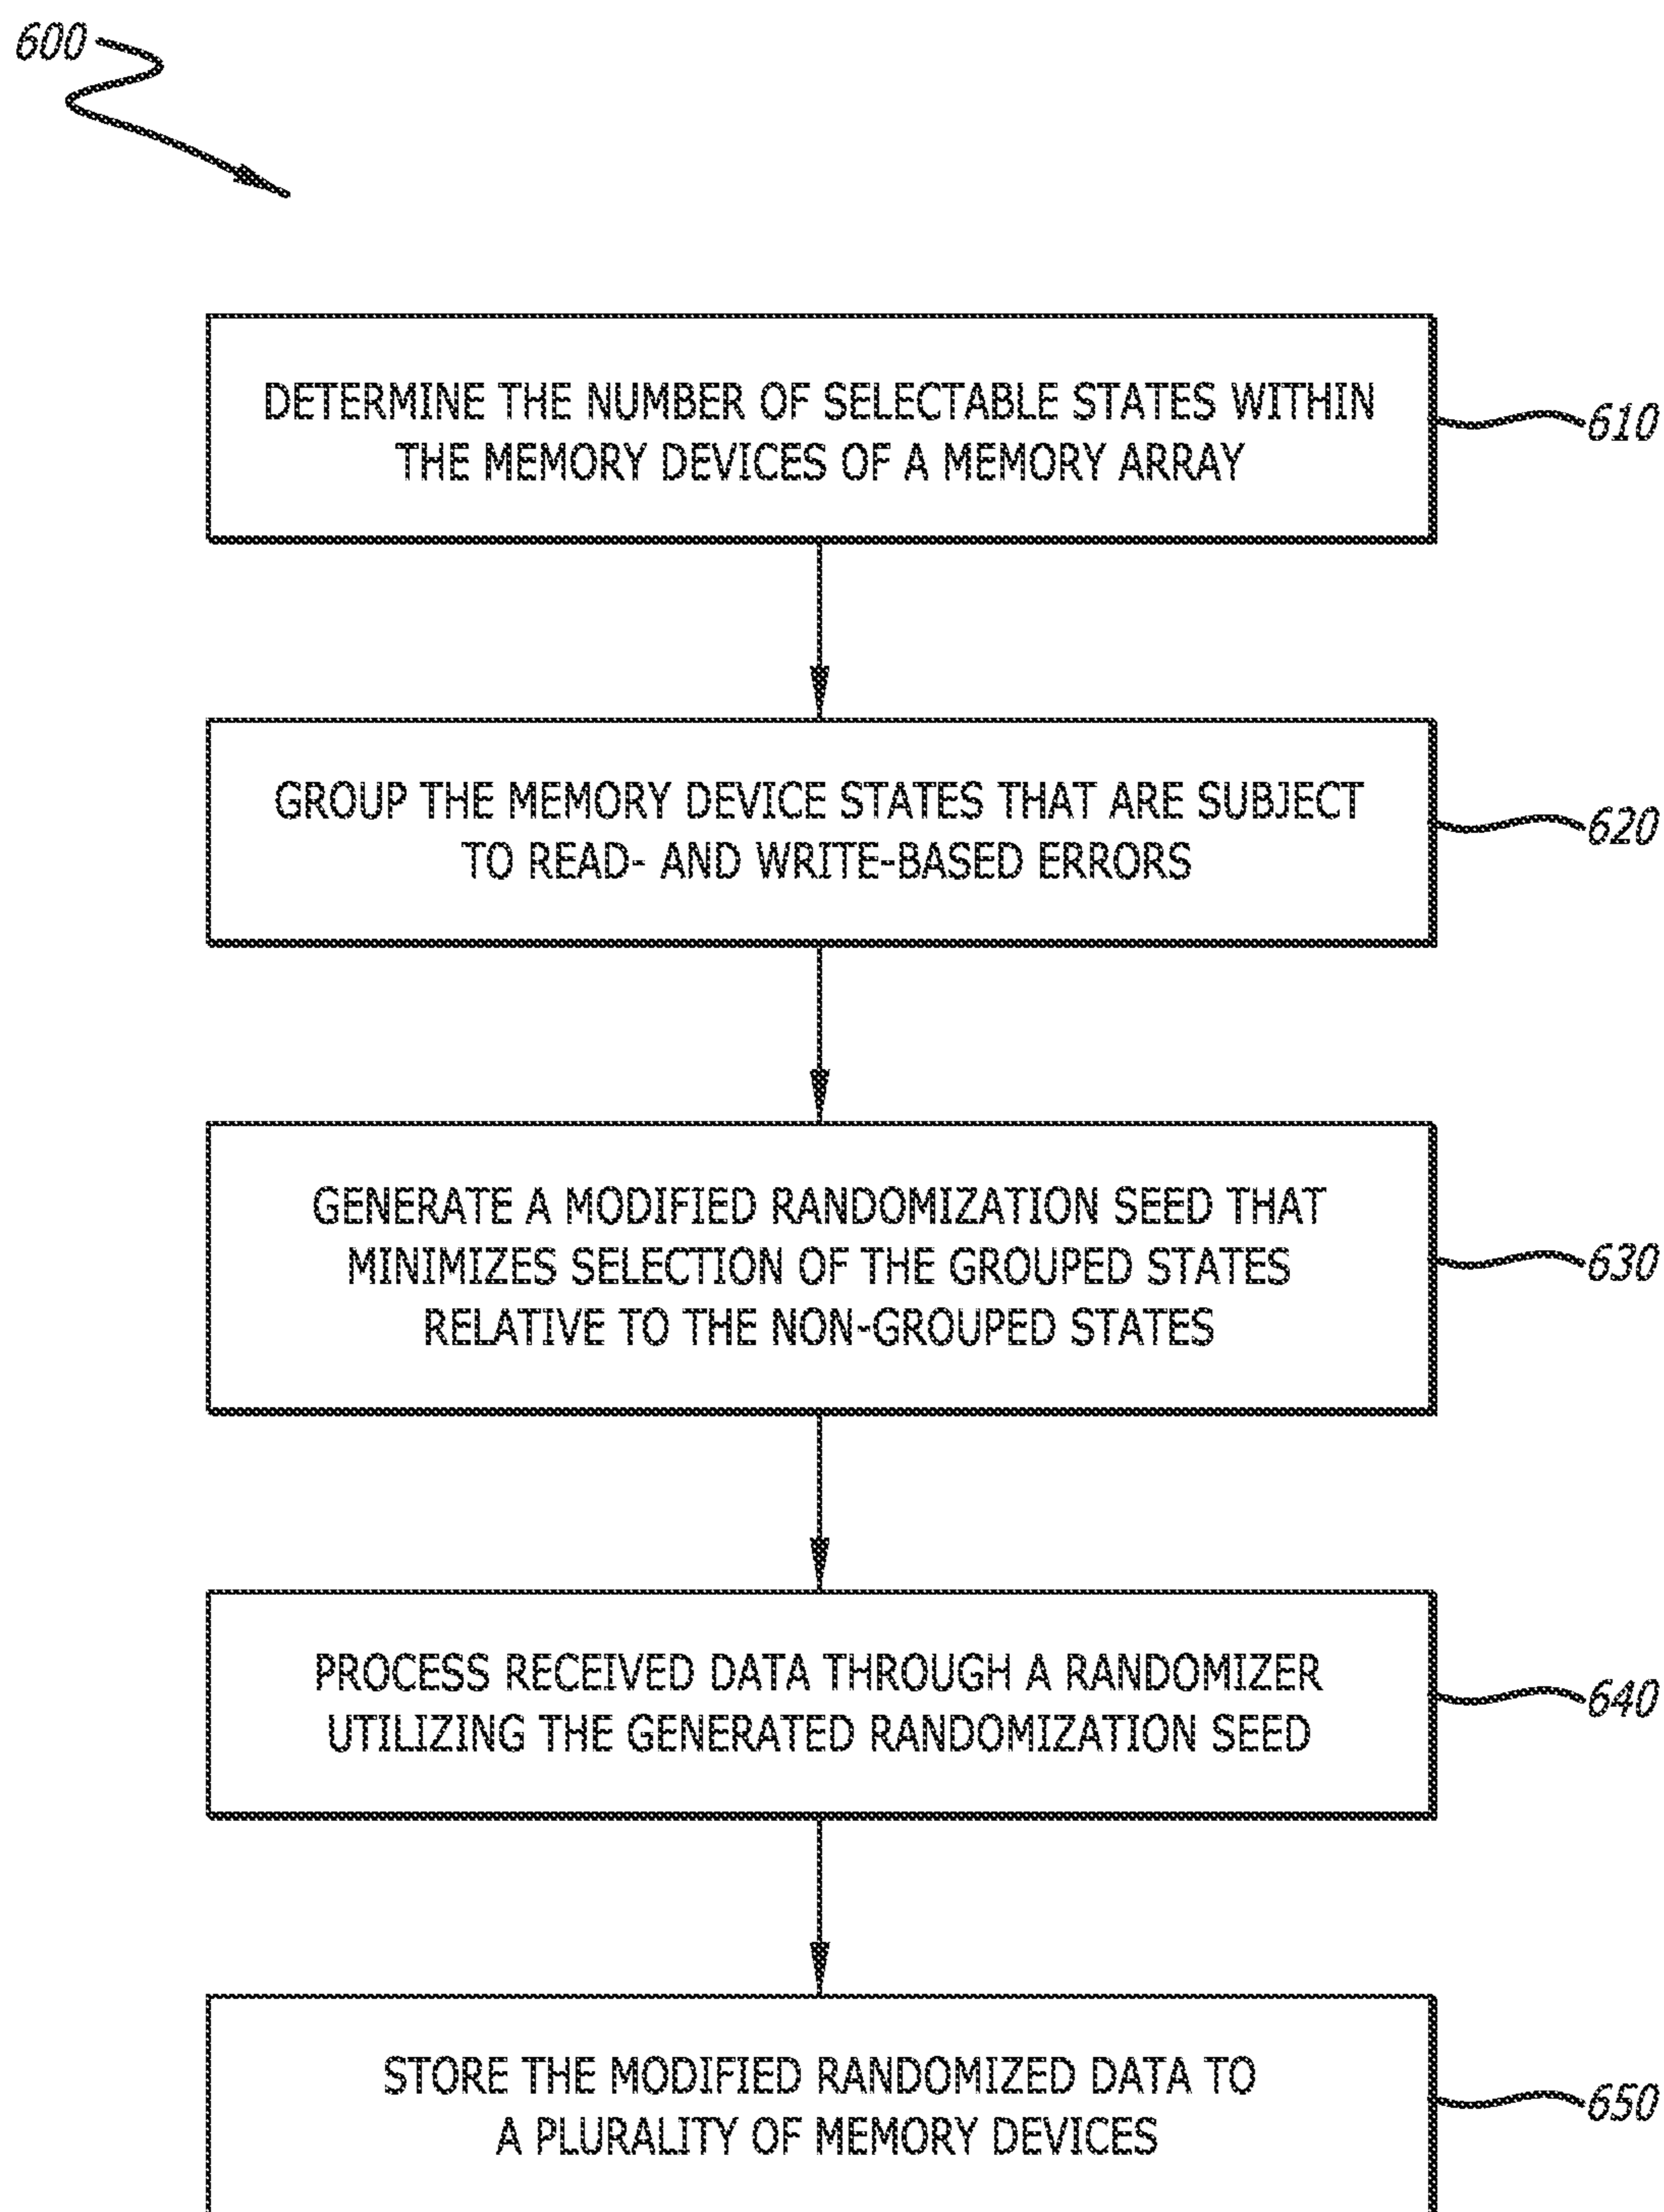 600
DETERMINE THE NUMBER OF SELECTABLE STATES WITHIN
THE MEMORY DEVICES OF A MEMORY ARRAY
610
GROUP THE MEMORY DEVICE STATES THAT ARE SUBJECT
TO READ- AND WRITE-BASED ERRORS
620
GENERATE A MODIFIED RANDOMIZATION SEED THAT
MINIMIZES SELECTION OF THE GROUPED STATES
RELATIVE TO THE NON-GROUPED STATES
630
PROCESS RECEIVED DATA THROUGH A RANDOMIZER
UTILIZING THE GENERATED RANDOMIZATION SEED
640
STORE THE MODIFIED RANDOMIZED DATA TO
A PLURALITY OF MEMORY DEVICES
650